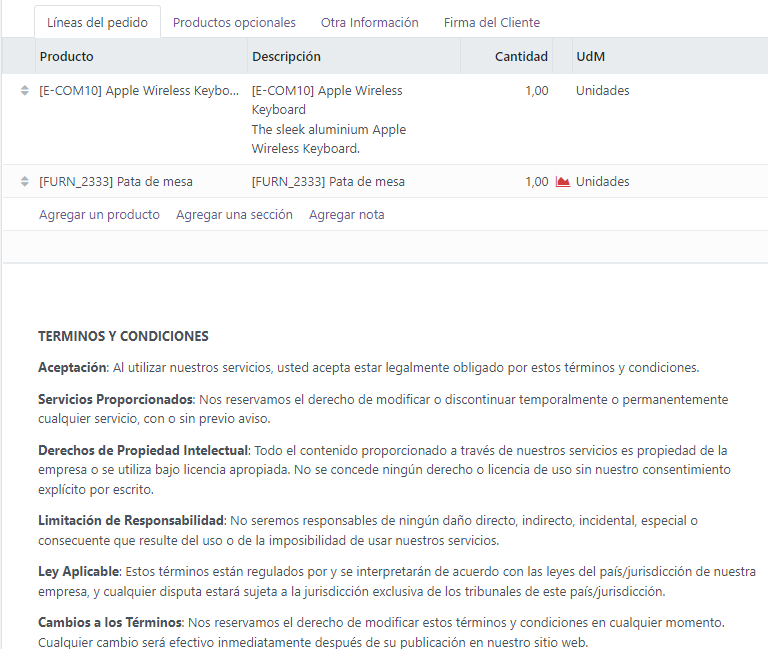 Líneas del pedido Productos opcionales Otra Información Firma del Cliente
Producto Descripción Cantidad UdM
[E-COM10] Apple Wireless Keybo... [E-COM10] Apple Wireless 1,00 Unidades
Keyboard
The sleek aluminium Apple
Wireless Keyboard.
[FURN_2333] Pata de mesa [FURN_2333] Pata de mesa 1,00 Unidades
Agregar un producto Agregar una sección Agregar nota
TERMINOS Y CONDICIONES
Aceptación: Al utilizar nuestros servicios, usted acepta estar legalmente obligado por estos términos y condiciones.
Servicios Proporcionados: Nos reservamos el derecho de modificar o discontinuar temporalmente o permanentemente
cualquier servicio, con o sin previo aviso.
Derechos de Propiedad Intelectual: Todo el contenido proporcionado a través de nuestros servicios es propiedad de la
empresa o se utiliza bajo licencia apropiada. No se concede ningún derecho o licencia de uso sin nuestro consentimiento
explícito por escrito.
Limitación de Responsabilidad: No seremos responsables de ningún daño directo, indirecto, incidental, especial o
consecuente que resulte del uso o de la imposibilidad de usar nuestros servicios.
Ley Aplicable: Estos términos están regulados por y se interpretarán de acuerdo con las leyes del país/jurisdicción de nuestra
empresa, y cualquier disputa estará sujeta a la jurisdicción exclusiva de los tribunales de este país/jurisdicción.
Cambios a los Términos: Nos reservamos el derecho de modificar estos términos y condiciones en cualquier momento.
Cualquier cambio será efectivo inmediatamente después de su publicación en nuestro sitio web.